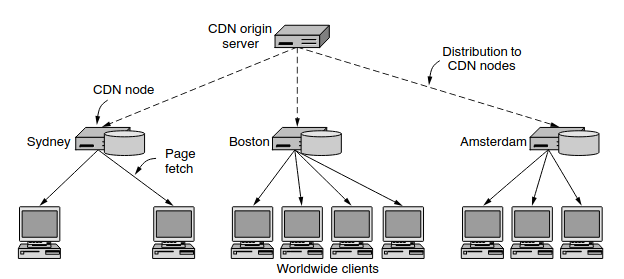 CDN origin
server
Distribution to
CDN nodes
CDN node
Sydney
Boston
Amsterdam
Page
fetch
Worldwide clients